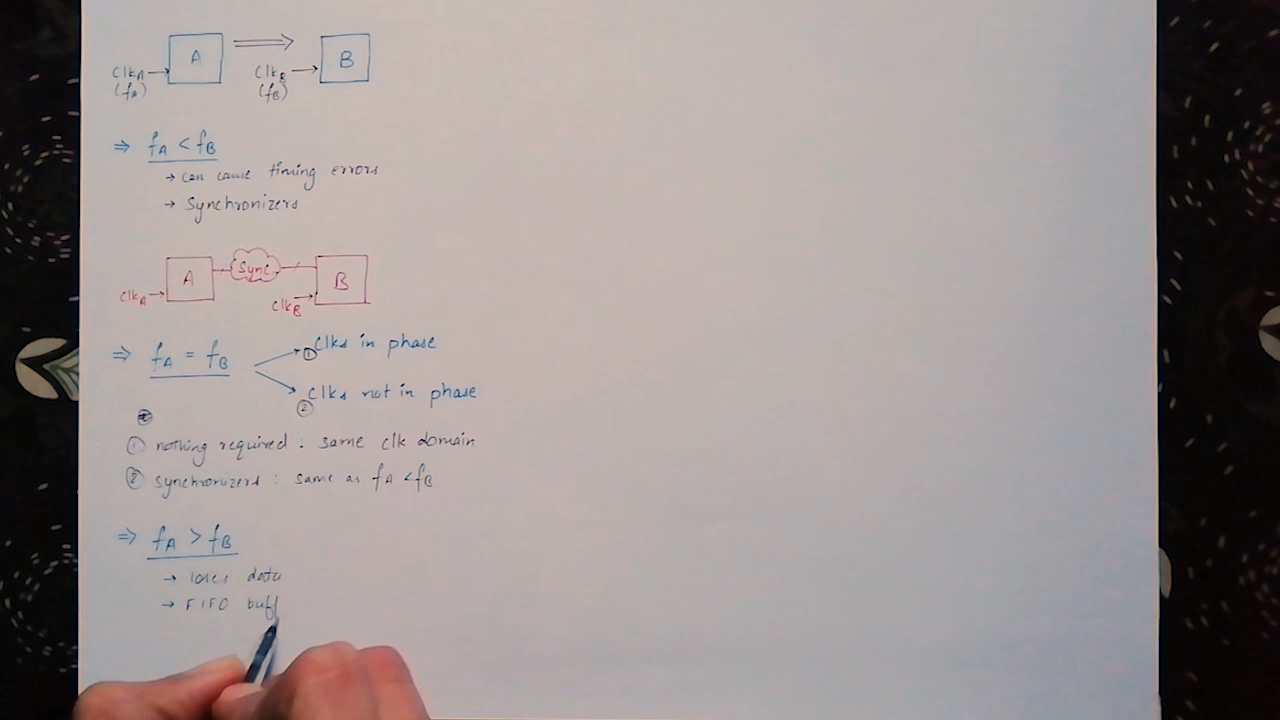 A
B
ClkA
(fA)
ClkB
(fB)
⇒ fA < fB
→ can cause timing errors
→ Synchronizers
A
Sync
B
ClkA
ClkB
⇒ fA = fB
① Clks in phase
② Clks not in phase
① nothing required : same clk domain
② synchronizers : same as fA < fB
⇒ fA > fB
→ loses data
→ FIFO buff